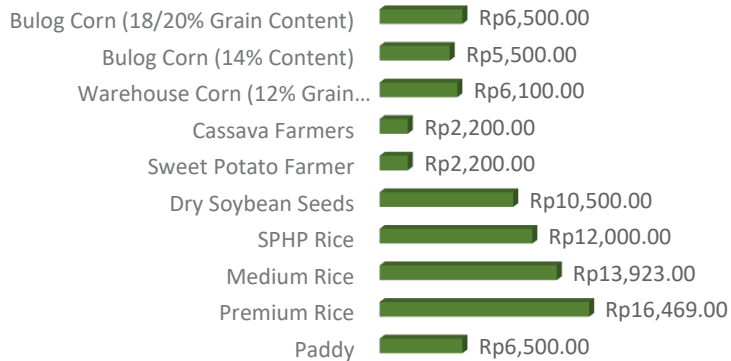 Bulog Corn (18/20% Grain Content) Rp6,500.00
Bulog Corn (14% Content) Rp5,500.00
Warehouse Corn (12% Grain... Rp6,100.00
Cassava Farmers Rp2,200.00
Sweet Potato Farmer Rp2,200.00
Dry Soybean Seeds Rp10,500.00
SPHP Rice Rp12,000.00
Medium Rice Rp13,923.00
Premium Rice Rp16,469.00
Paddy Rp6,500.00